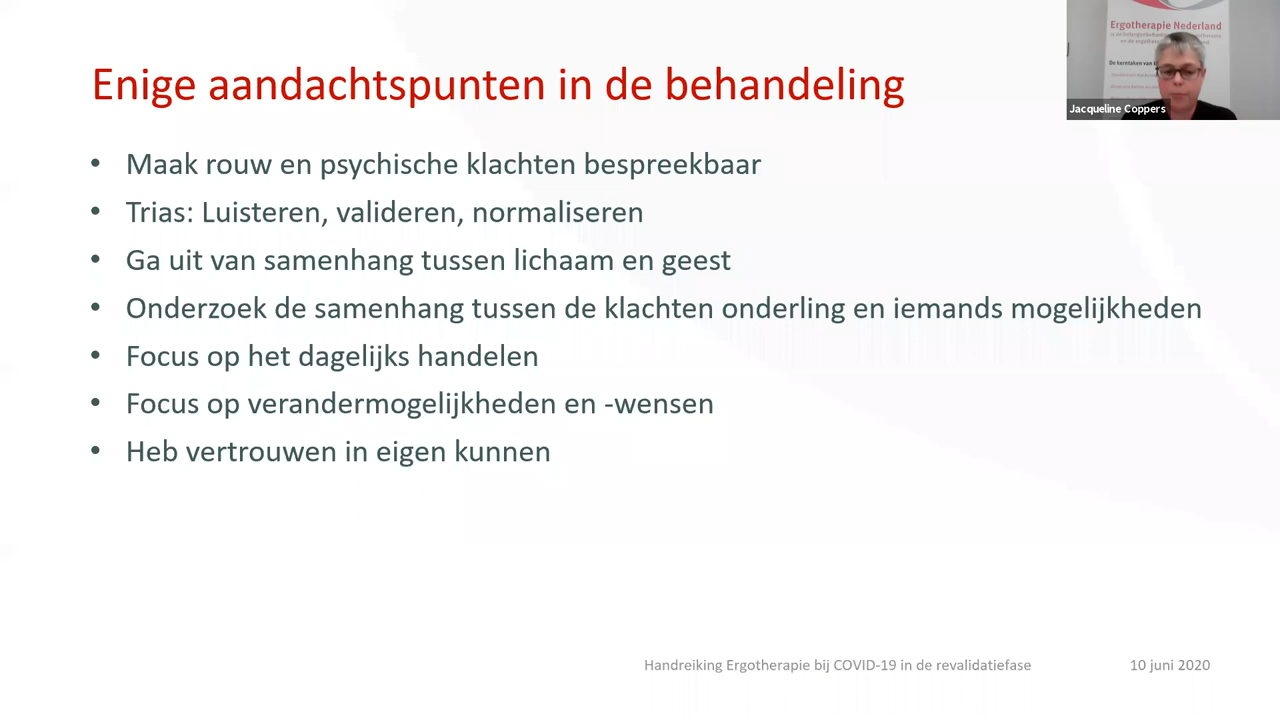 Enige aandachtspunten in de behandeling
• Maak rouw en psychische klachten bespreekbaar
• Trias: Luisteren, valideren, normaliseren
• Ga uit van samenhang tussen lichaam en geest
• Onderzoek de samenhang tussen de klachten onderling en iemands mogelijkheden
• Focus op het dagelijks handelen
• Focus op verandermogelijkheden en -wensen
• Heb vertrouwen in eigen kunnen
Ergotherapie Nederland
De kerntaken van
Jacqueline Coppers
Handreiking Ergotherapie bij COVID-19 in de revalidatiefase
10 juni 2020